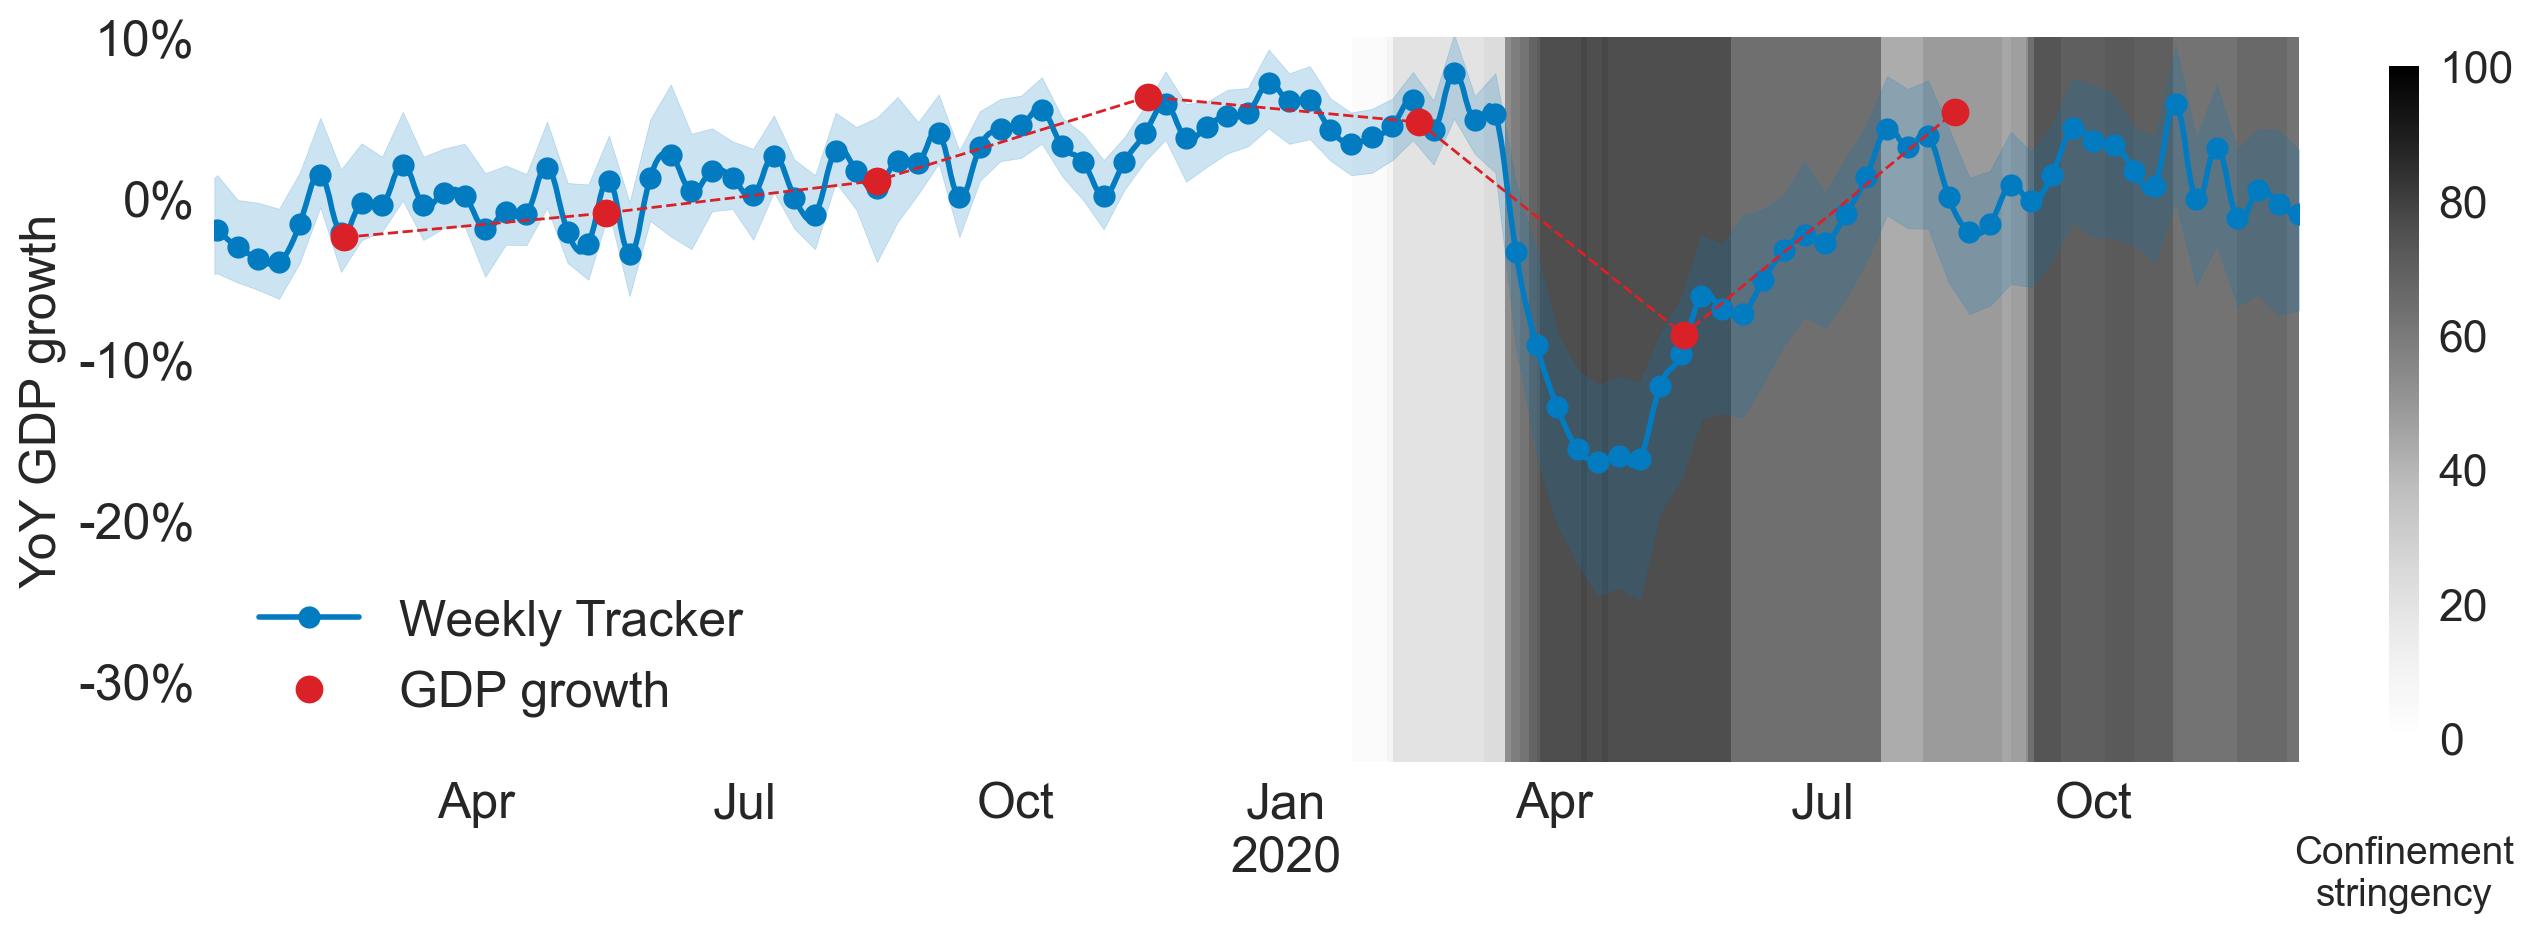 10%
0%
-10%
-20%
-30%
YoY GDP growth
Weekly Tracker
GDP growth
Apr
Jul
Oct
Jan
2020
Apr
Jul
Oct
100
80
60
40
20
0
Confinement
stringency